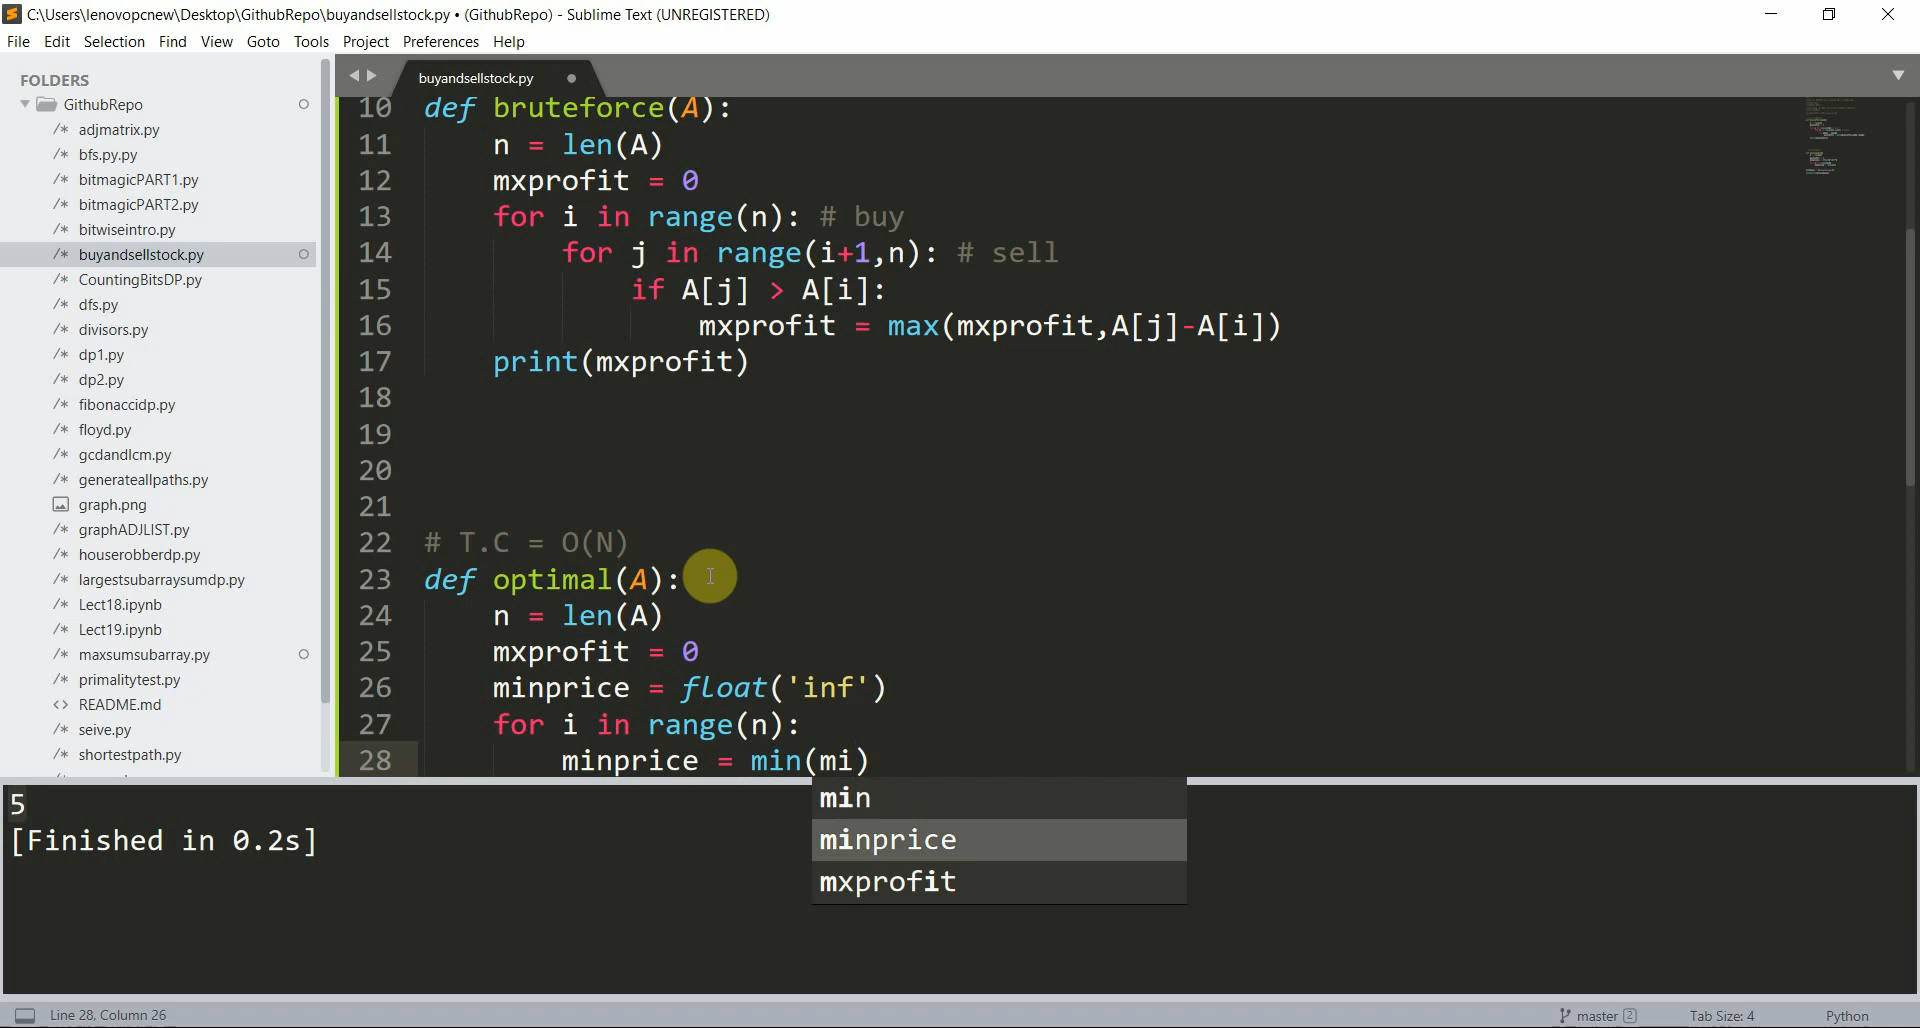 C:\Users\lenovopcnew\Desktop\GithubRepo\buyandsellstock.py • (GithubRepo) - Sublime Text (UNREGISTERED)
File Edit Selection Find View Goto Tools Project Preferences Help
FOLDERS
GithubRepo
/* adjmatrix.py
/* bfs.py.py
/* bitmagicPART1.py
/* bitmagicPART2.py
/* bitwiseintro.py
/* buyandsellstock.py
/* CountingBitsDP.py
/* dfs.py
/* divisors.py
/* dp1.py
/* dp2.py
/* fibonaccidp.py
/* floyd.py
/* gcdandlcm.py
/* generateallpaths.py
graph.png
/* graphADJLIST.py
/* houserobberdp.py
/* largestsubarraysumdp.py
/* Lect18.ipynb
/* Lect19.ipynb
/* maxsumsubarray.py
/* primalitytest.py
<> README.md
/* seive.py
/* shortestpath.py
buyandsellstock.py
10 def bruteforce(A):
11 n = len(A)
12 mxprofit = 0
13 for i in range(n): # buy
14 for j in range(i+1,n): # sell
15 if A[j] > A[i]:
16 mxprofit = max(mxprofit,A[j]-A[i])
17 print(mxprofit)
18
19
20
21
22 # T.C = O(N)
23 def optimal(A):
24 n = len(A)
25 mxprofit = 0
26 minprice = float('inf')
27 for i in range(n):
28 minprice = min(mi)
min
minprice
mxprofit
5
[Finished in 0.2s]
Line 28, Column 26
master 2
Tab Size: 4
Python